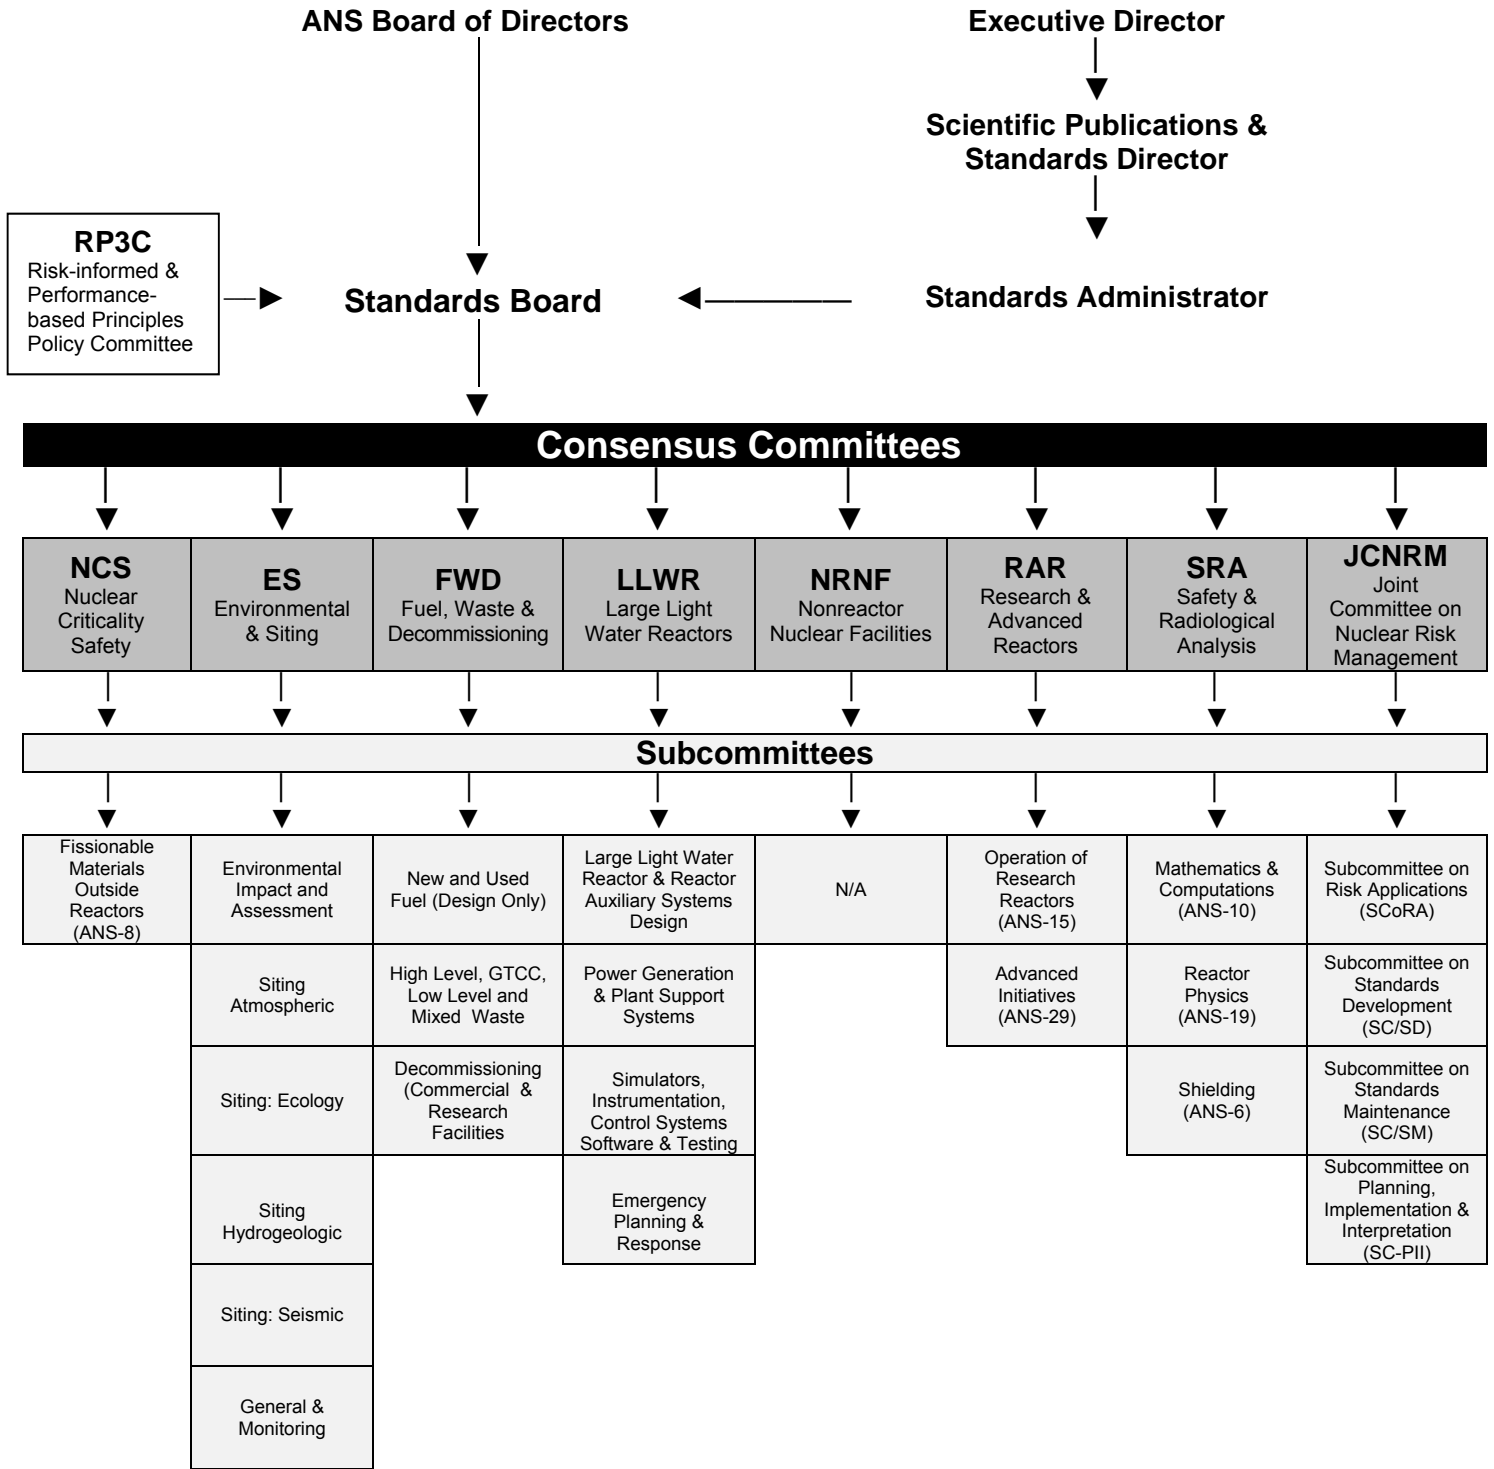 ANS Board of Directors
Executive Director
Scientific Publications &
Standards Director
RP3C
Risk-informed &
Performance-
based Principles
Policy Committee
Standards Board
Standards Administrator
Consensus Committees
NCS
Nuclear
Criticality
Safety
ES
Environmental
& Siting
FWD
Fuel, Waste &
Decommissioning
LLWR
Large Light
Water Reactors
NRNF
Nonreactor
Nuclear Facilities
RAR
Research &
Advanced
Reactors
SRA
Safety &
Radiological
Analysis
JCNRM
Joint
Committee on
Nuclear Risk
Management
Subcommittees
Fissionable
Materials
Outside
Reactors
(ANS-8)
Environmental
Impact and
Assessment
New and Used
Fuel (Design Only)
Large Light Water
Reactor & Reactor
Auxiliary Systems
Design
N/A
Operation of
Research
Reactors
(ANS-15)
Mathematics &
Computations
(ANS-10)
Subcommittee on
Risk Applications
(SCoRA)
Siting
Atmospheric
High Level, GTCC,
Low Level and
Mixed Waste
Power Generation
& Plant Support
Systems
Advanced
Initiatives
(ANS-29)
Reactor
Physics
(ANS-19)
Subcommittee on
Standards
Development
(SC/SD)
Siting: Ecology
Decommissioning
(Commercial &
Research
Facilities
Simulators,
Instrumentation,
Control Systems
Software & Testing
Shielding
(ANS-6)
Subcommittee on
Standards
Maintenance
(SC/SM)
Siting
Hydrogeologic
Emergency
Planning &
Response
Subcommittee on
Planning,
Implementation &
Interpretation
(SC-PII)
Siting: Seismic
General &
Monitoring